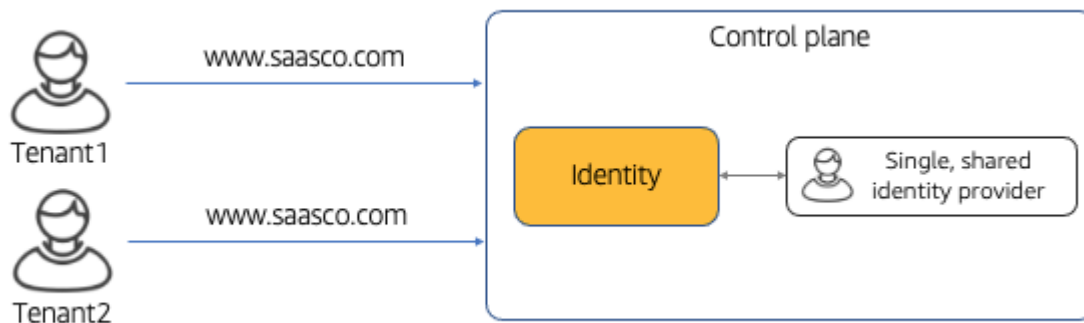 Control plane
www.saasco.com
Tenant1
Identity
Single, shared
identity provider
www.saasco.com
Tenant2